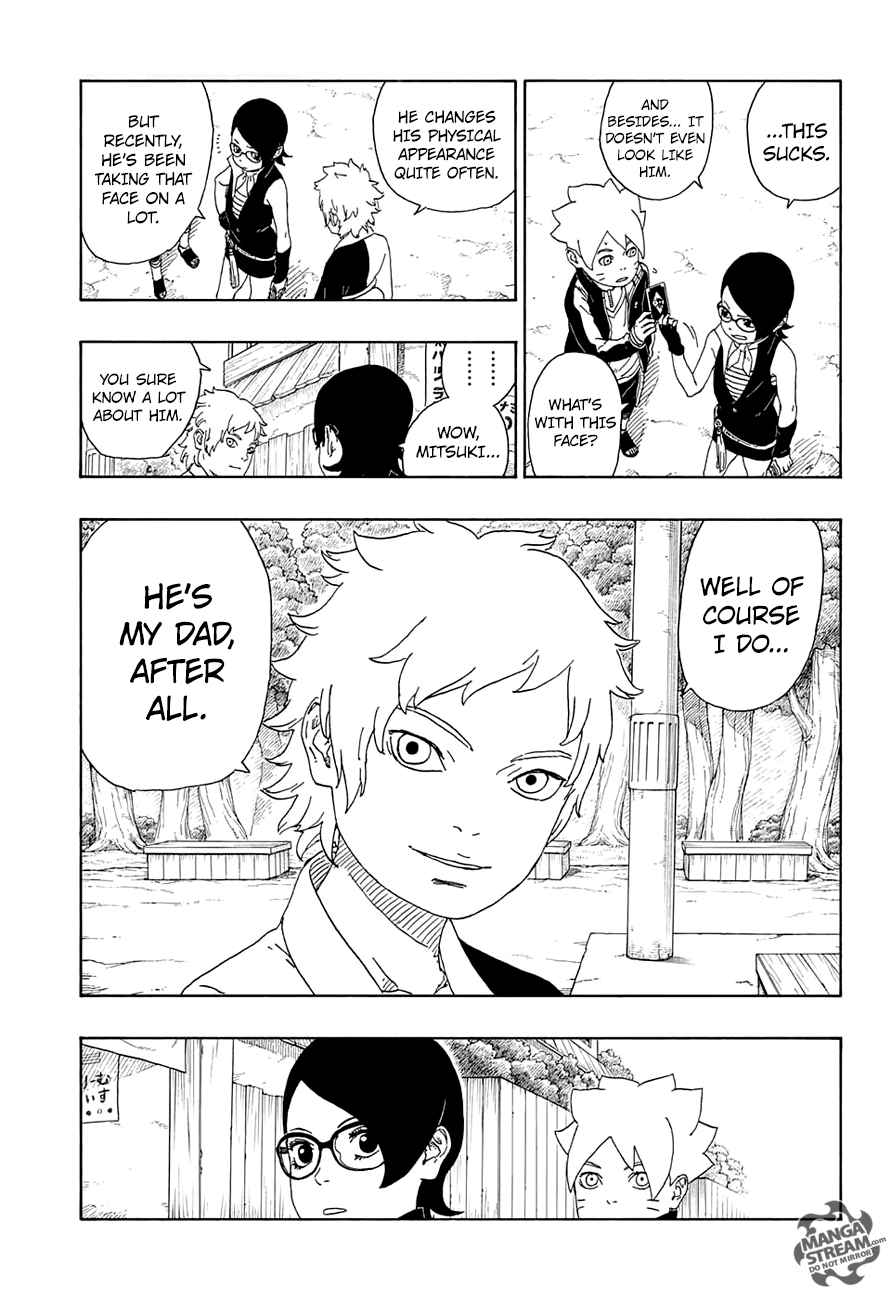 ...THIS
SUCKS.
AND
BESIDES... IT
DOESN'T EVEN
LOOK LIKE
HIM.
WHAT'S
WITH THIS
FACE?
HE CHANGES
HIS PHYSICAL
APPEARANCE
QUITE OFTEN.
BUT
RECENTLY,
HE'S BEEN
TAKING THAT
FACE ON A
LOT.
WOW,
MITSUKI...
YOU SURE
KNOW A LOT
ABOUT HIM.
WELL OF
COURSE
I DO...
HE'S
MY DAD,
AFTER
ALL.
MANGA
STREAM.com
DO NOT MIRROR